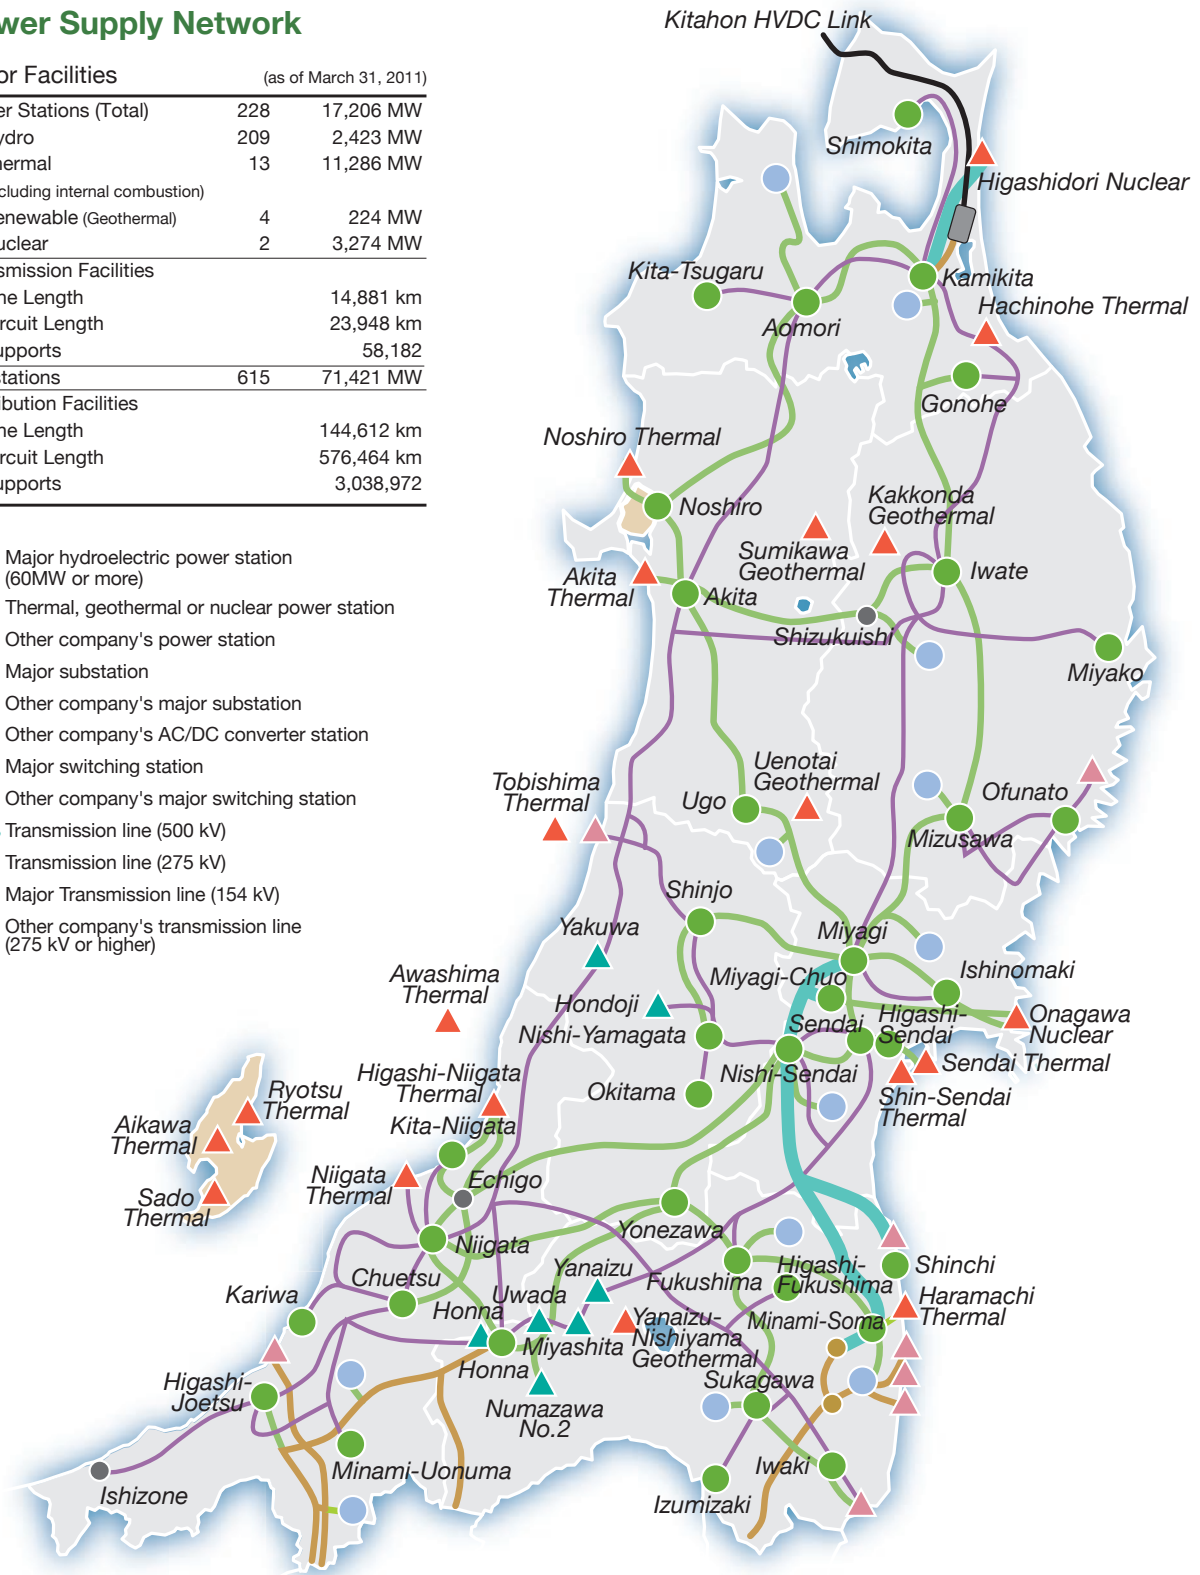 wer Supply Network
or Facilities (as of March 31, 2011)
er Stations (Total) 228 17,206 MW
ydro 209 2,423 MW
hermal 13 11,286 MW
cluding internal combustion)
enewable (Geothermal) 4 224 MW
uclear 2 3,274 MW
smission Facilities
ne Length 14,881 km
rcuit Length 23,948 km
upports 58,182
tations 615 71,421 MW
ibution Facilities
ne Length 144,612 km
rcuit Length 576,464 km
upports 3,038,972
Major hydroelectric power station
(60MW or more)
Thermal, geothermal or nuclear power station
Other company's power station
Major substation
Other company's major substation
Other company's AC/DC converter station
Major switching station
Other company's major switching station
Transmission line (500 kV)
Transmission line (275 kV)
Major Transmission line (154 kV)
Other company's transmission line
(275 kV or higher)
Kitahon HVDC Link
Shimokita
Higashidori Nuclear
Kita-Tsugaru
Kamikita
Aomori
Hachinohe Thermal
Gonohe
Noshiro Thermal
Noshiro
Kakkonda
Geothermal
Sumikawa
Geothermal
Akita
Thermal
Akita
Iwate
Shizukuishi
Miyako
Uenotai
Geothermal
Tobishima
Thermal
Ugo
Ofunato
Mizusawa
Shinjo
Yakuwa
Miyagi
Awashima
Thermal
Miyagi-Chuo
Ishinomaki
Hondoji
Sendai
Higashi-
Sendai
Onagawa
Nuclear
Nishi-Yamagata
Nishi-Sendai
Sendai Thermal
Okitama
Shin-Sendai
Thermal
Higashi-Niigata
Thermal
Kita-Niigata
Ryotsu
Thermal
Aikawa
Thermal
Sado
Thermal
Niigata
Thermal
Echigo
Niigata
Yonezawa
Yanaizu
Fukushima
Higashi-
Fukushima
Shinchi
Chuetsu
Kariwa
Honna
Uwada
Haramachi
Thermal
Minami-Soma
Yanaizu-
Nishiyama
Geothermal
Miyashita
Honna
Sukagawa
Higashi-
Joetsu
Numazawa
No.2
Minami-Uonuma
Iwaki
Ishizone
Izumizaki